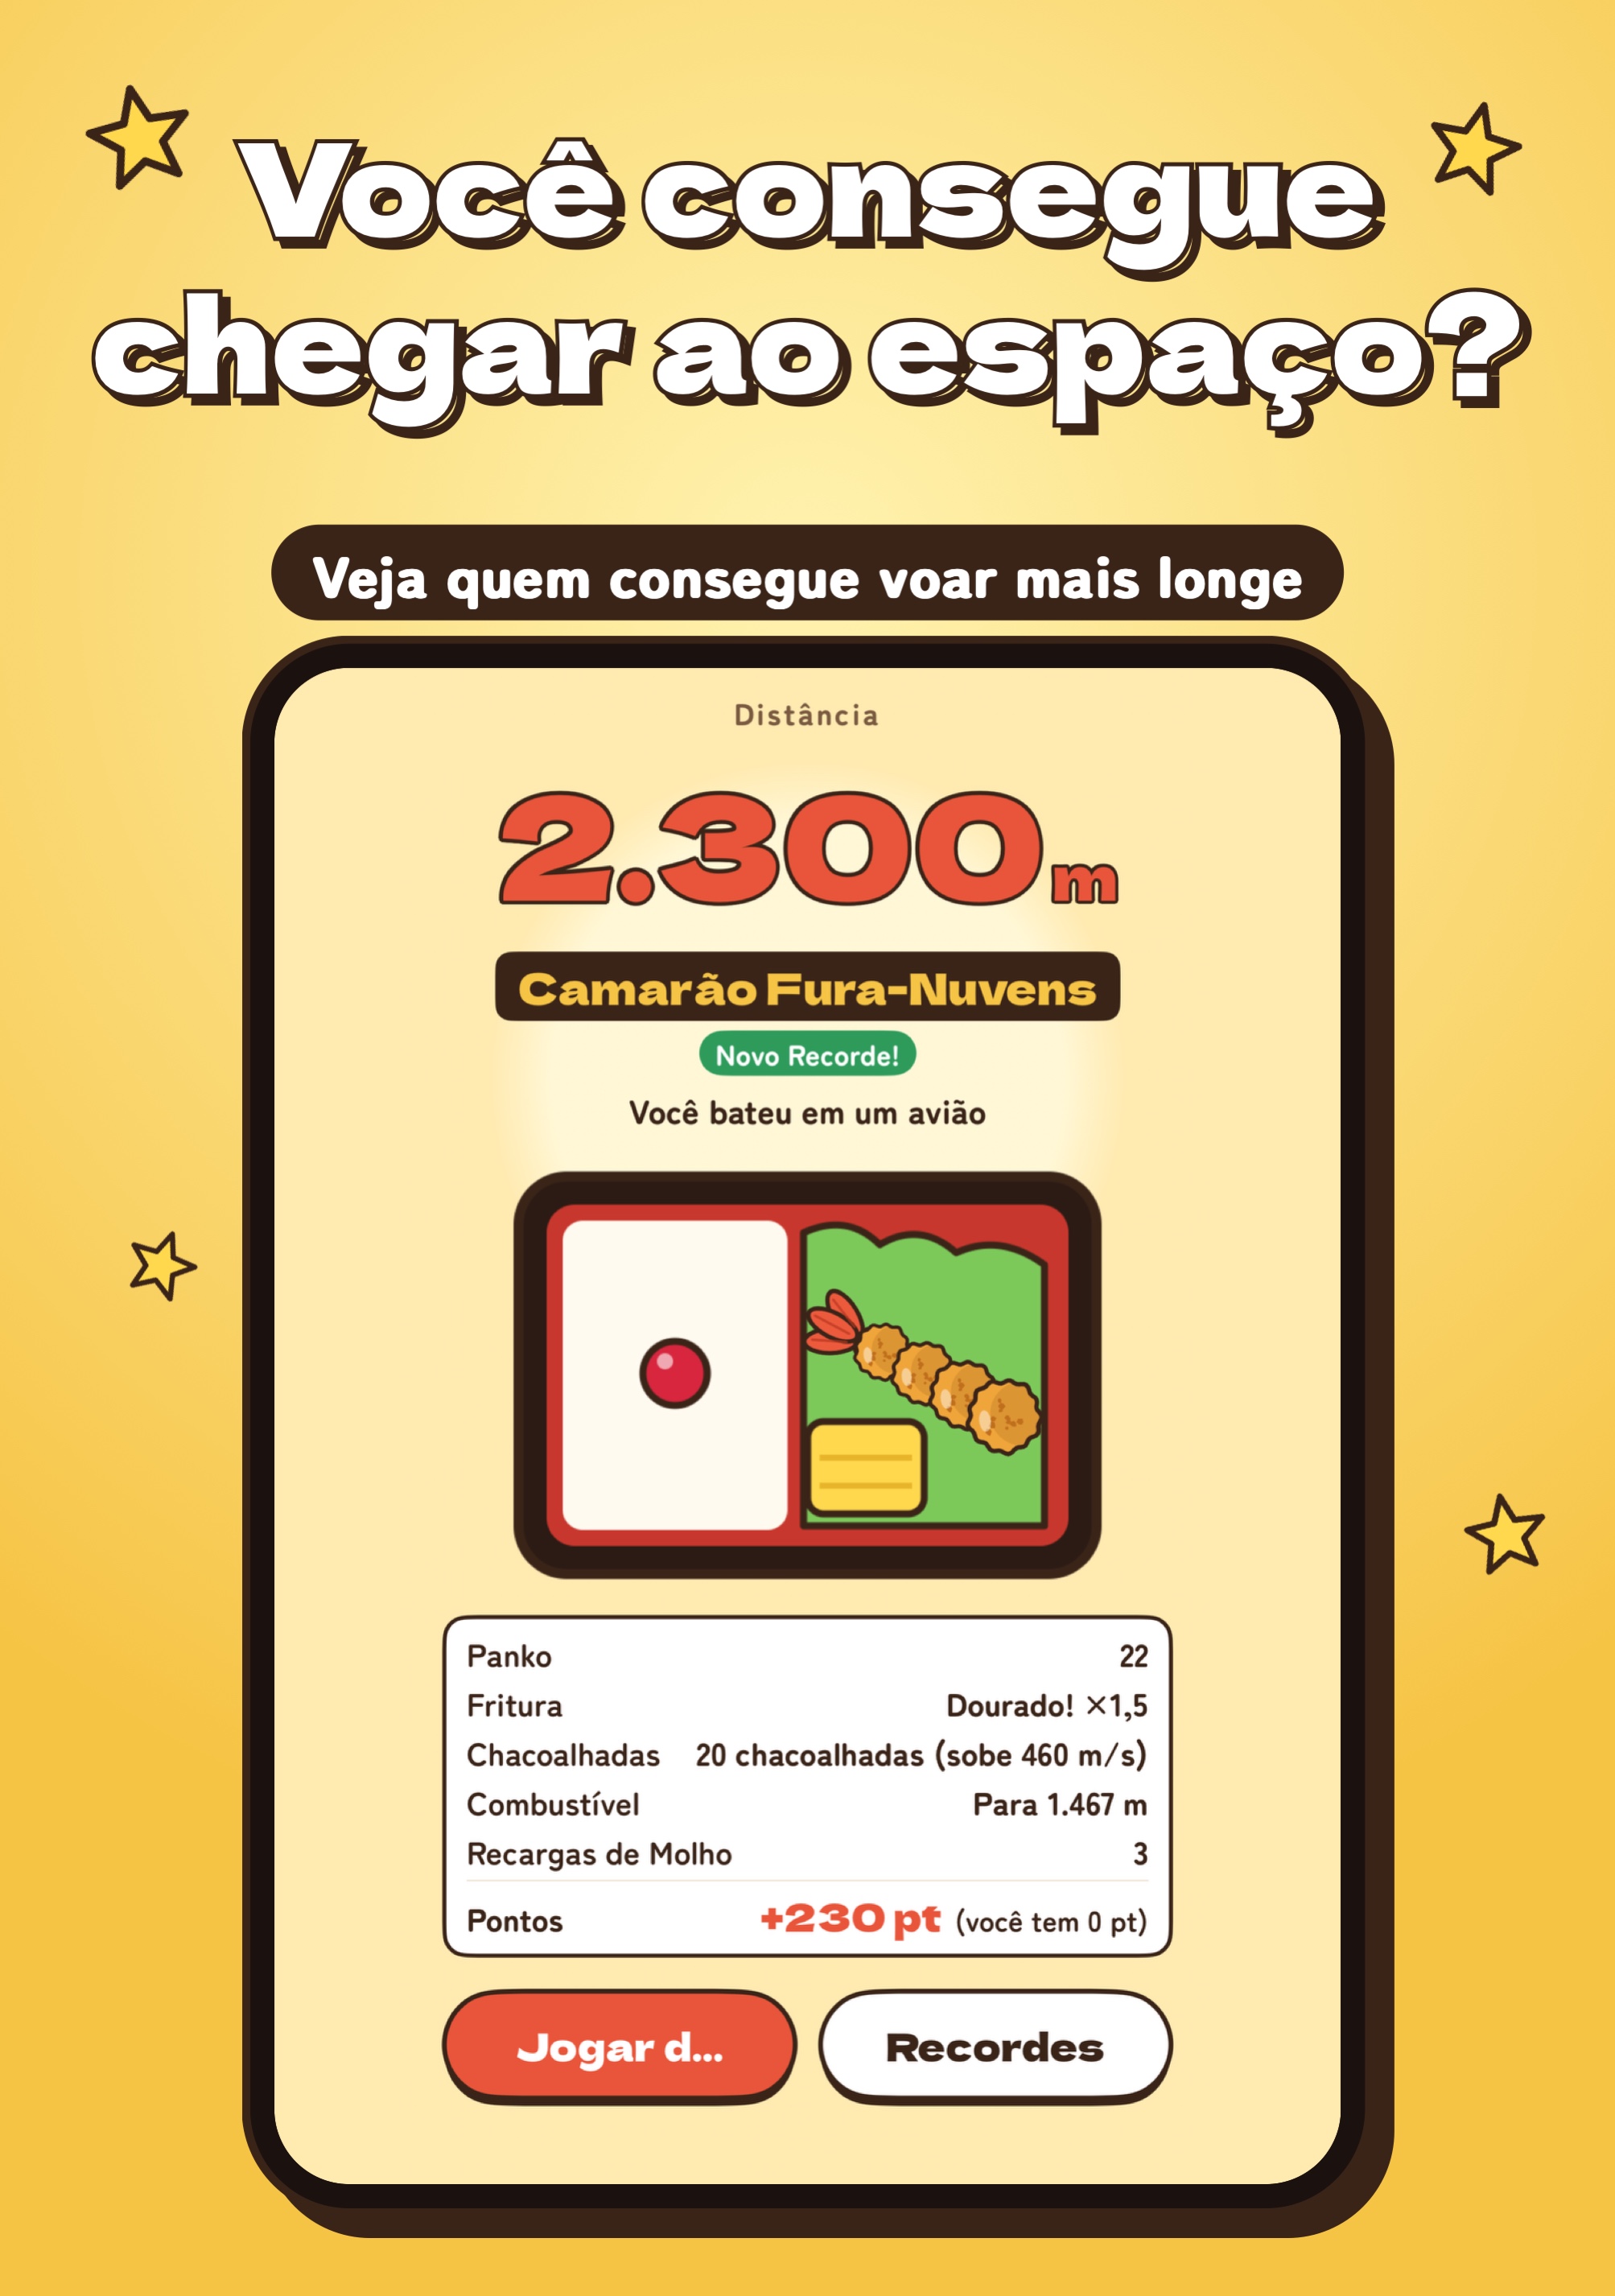 Você consegue
chegar ao espaço?
Veja quem consegue voar mais longe
Distância
2.300 m
Camarão Fura-Nuvens
Novo Recorde!
Você bateu em um avião
Panko 22
Fritura Dourado! ×1,5
Chacoalhadas 20 chacoalhadas (sobe 460 m/s)
Combustível Para 1.467 m
Recargas de Molho 3
Pontos +230 pt (você tem 0 pt)
Jogar d... Recordes